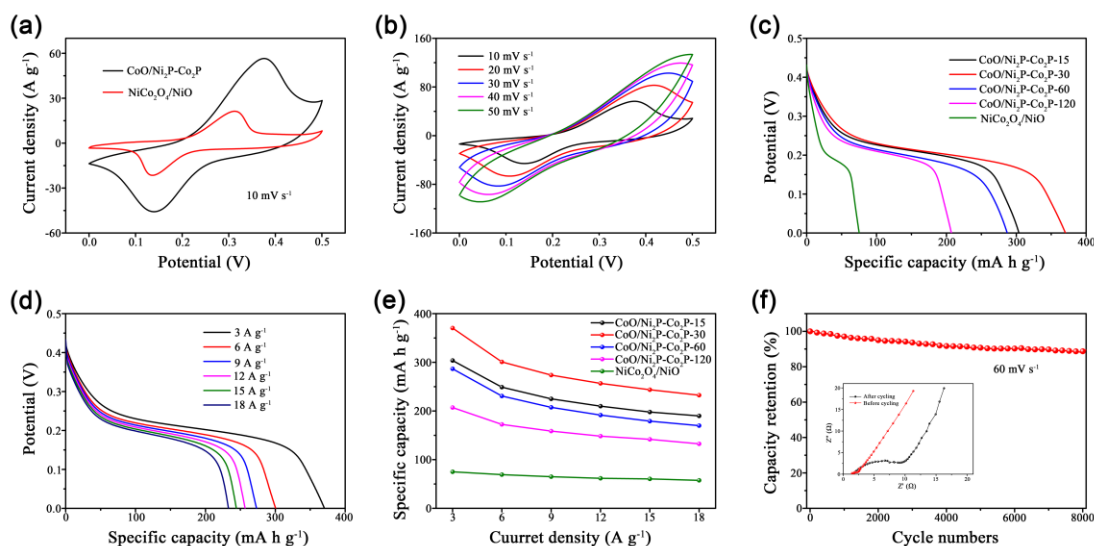 (a)
CoO/Ni₂P-Co₂P
NiCo₂O₄/NiO
10 mV s⁻¹
Current density (A g⁻¹)
60
30
0
-30
-60
0.0 0.1 0.2 0.3 0.4 0.5
Potential (V)
(b)
10 mV s⁻¹
20 mV s⁻¹
30 mV s⁻¹
40 mV s⁻¹
50 mV s⁻¹
Current density (A g⁻¹)
160
80
0
-80
-160
0.0 0.1 0.2 0.3 0.4 0.5
Potential (V)
(c)
CoO/Ni₂P-Co₂P-15
CoO/Ni₂P-Co₂P-30
CoO/Ni₂P-Co₂P-60
CoO/Ni₂P-Co₂P-120
NiCo₂O₄/NiO
Potential (V)
0.5
0.4
0.3
0.2
0.1
0.0
0 100 200 300 400
Specific capacity (mA h g⁻¹)
(d)
3 A g⁻¹
6 A g⁻¹
9 A g⁻¹
12 A g⁻¹
15 A g⁻¹
18 A g⁻¹
Potential (V)
0.5
0.4
0.3
0.2
0.1
0.0
0 100 200 300 400
Specific capacity (mA h g⁻¹)
(e)
CoO/Ni₂P-Co₂P-15
CoO/Ni₂P-Co₂P-30
CoO/Ni₂P-Co₂P-60
CoO/Ni₂P-Co₂P-120
NiCo₂O₄/NiO
Specific capacity (mA h g⁻¹)
400
300
200
100
0
3 6 9 12 15 18
Cuurret density (A g⁻¹)
(f)
60 mV s⁻¹
Capacity retention (%)
100
80
60
40
20
0
0 2000 4000 6000 8000
Cycle numbers
After cycling
Before cycling
Z'' (Ω)
20
15
10
5
0
0 5 10 15 20
Z' (Ω)